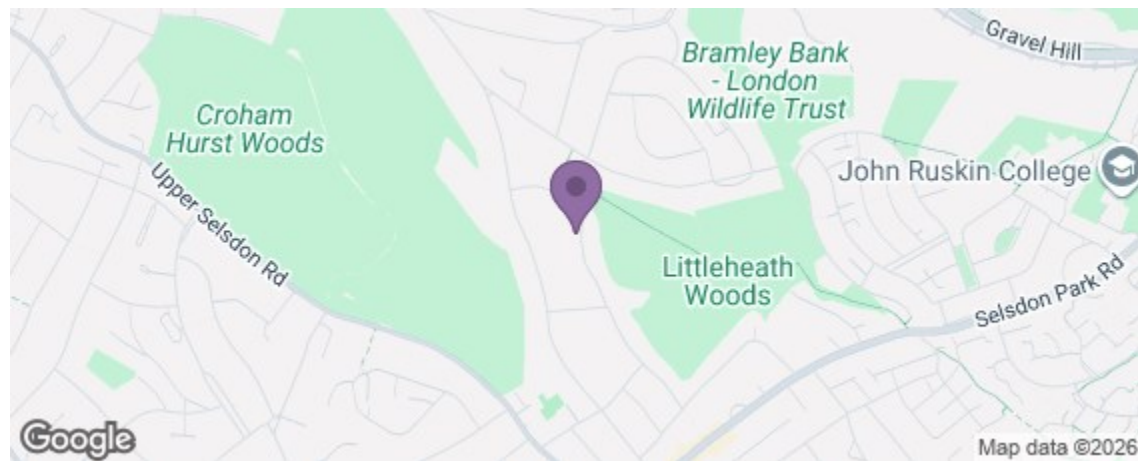 Gravel Hill
Bramley Bank
- London
Wildlife Trust
Croham
Hurst Woods
John Ruskin College
Upper Selsdon Rd
Littleheath
Woods
Selsdon Park Rd
Google
Map data ©2026